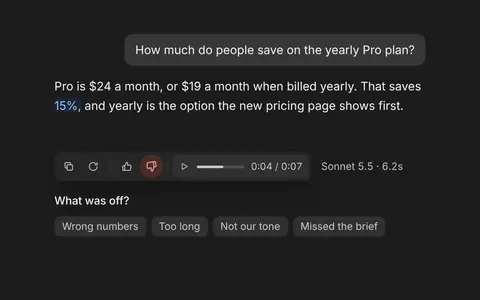 How much do people save on the yearly Pro plan?
Pro is $24 a month, or $19 a month when billed yearly. That saves
15%, and yearly is the option the new pricing page shows first.
0:04 / 0:07 Sonnet 5.5 · 6.2s
What was off?
Wrong numbers Too long Not our tone Missed the brief